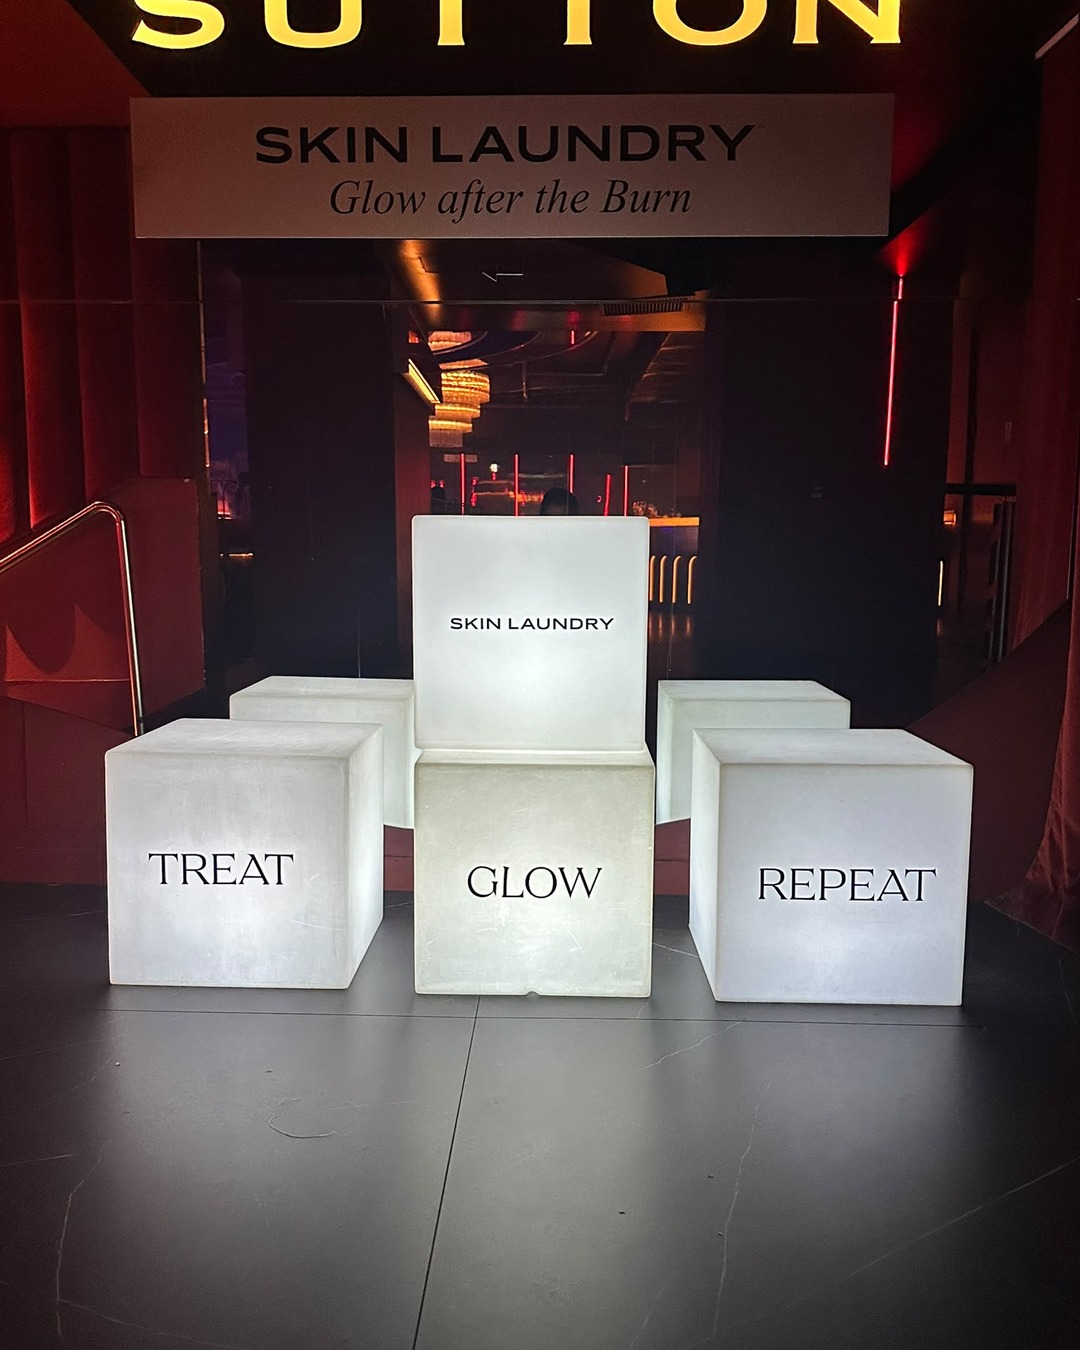 SUTTON
SKIN LAUNDRY
Glow after the Burn
SKIN LAUNDRY
TREAT
GLOW
REPEAT